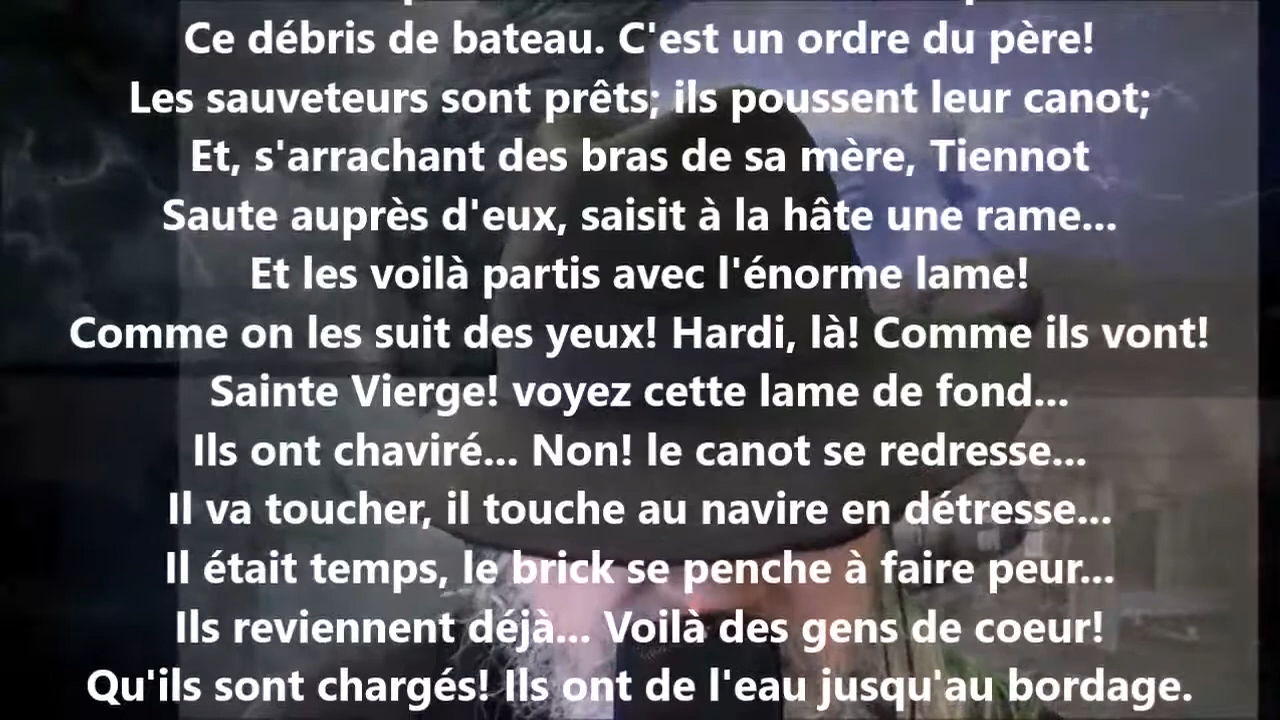 Ce débris de bateau. C'est un ordre du père!
Les sauveteurs sont prêts; ils poussent leur canot;
Et, s'arrachant des bras de sa mère, Tiennot
Saute auprès d'eux, saisit à la hâte une rame...
Et les voilà partis avec l'énorme lame!
Comme on les suit des yeux! Hardi, là! Comme ils vont!
Sainte Vierge! voyez cette lame de fond...
Ils ont chaviré... Non! le canot se redresse...
Il va toucher, il touche au navire en détresse...
Il était temps, le brick se penche à faire peur...
Ils reviennent déjà... Voilà des gens de coeur!
Qu'ils sont chargés! Ils ont de l'eau jusqu'au bordage.